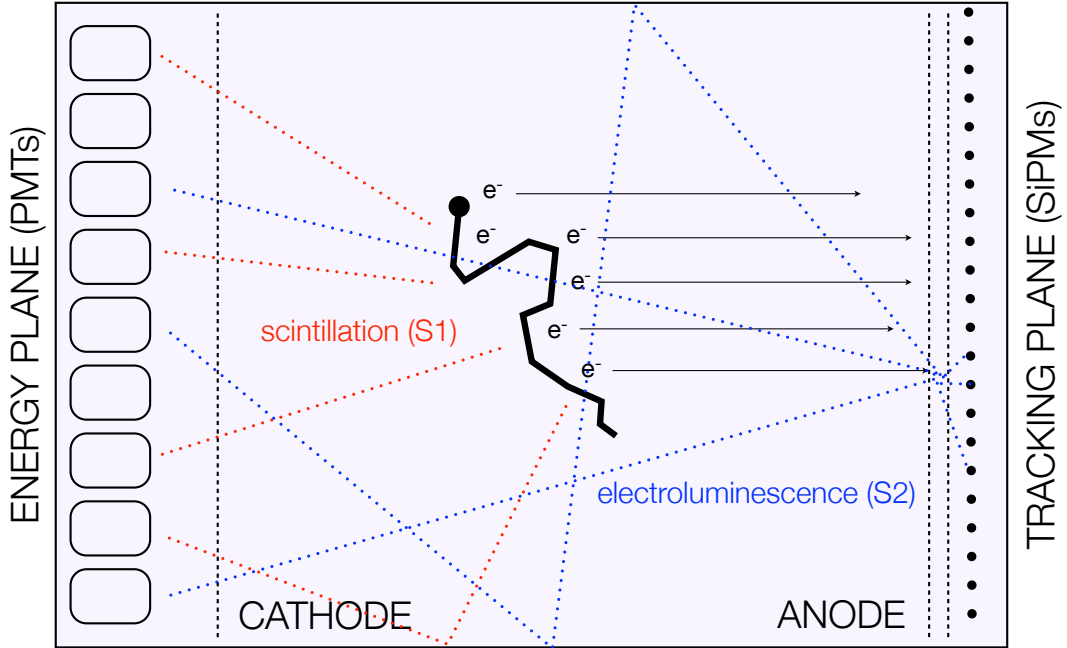 ENERGY PLANE (PMTs)
e-
e-
e-
e-
scintillation (S1)
e-
e-
electroluminescence (S2)
CATHODE
ANODE
TRACKING PLANE (SiPMs)